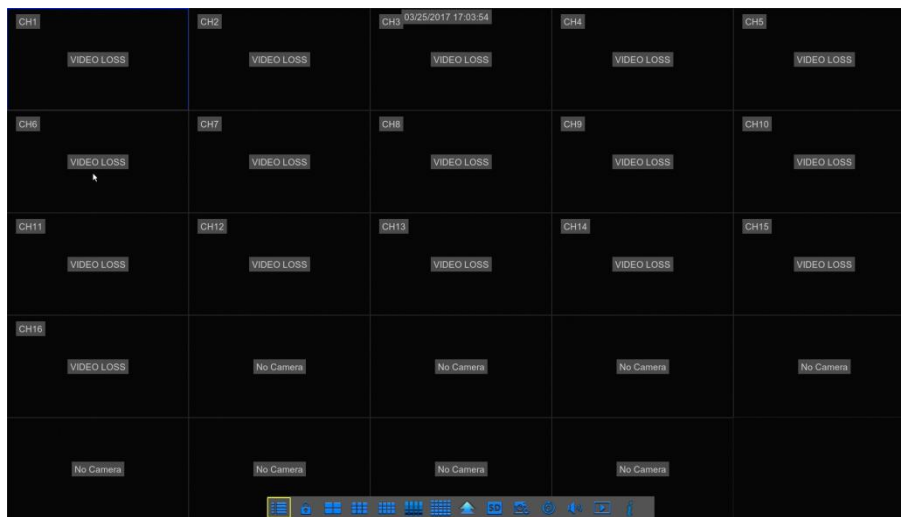 CH1
CH2
CH3
03/25/2017 17:03:54
CH4
CH5
VIDEO LOSS
VIDEO LOSS
VIDEO LOSS
VIDEO LOSS
VIDEO LOSS
CH6
CH7
CH8
CH9
CH10
VIDEO LOSS
VIDEO LOSS
VIDEO LOSS
VIDEO LOSS
VIDEO LOSS
CH11
CH12
CH13
CH14
CH15
VIDEO LOSS
VIDEO LOSS
VIDEO LOSS
VIDEO LOSS
VIDEO LOSS
CH16
VIDEO LOSS
No Camera
No Camera
No Camera
No Camera
No Camera
No Camera
No Camera
No Camera
SD